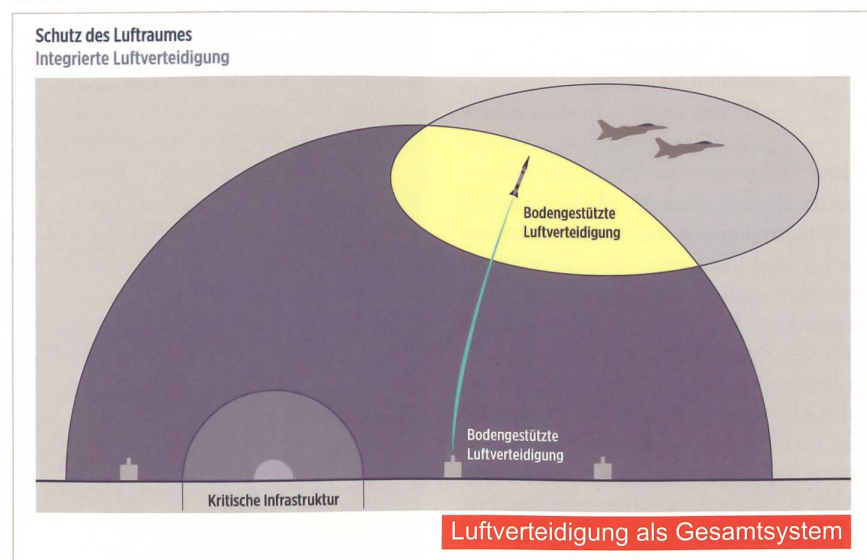 Schutz des Luftraumes
Integrierte Luftverteidigung
Bodengestützte
Luftverteidigung
Bodengestützte
Luftverteidigung
Kritische Infrastruktur
Luftverteidigung als Gesamtsystem